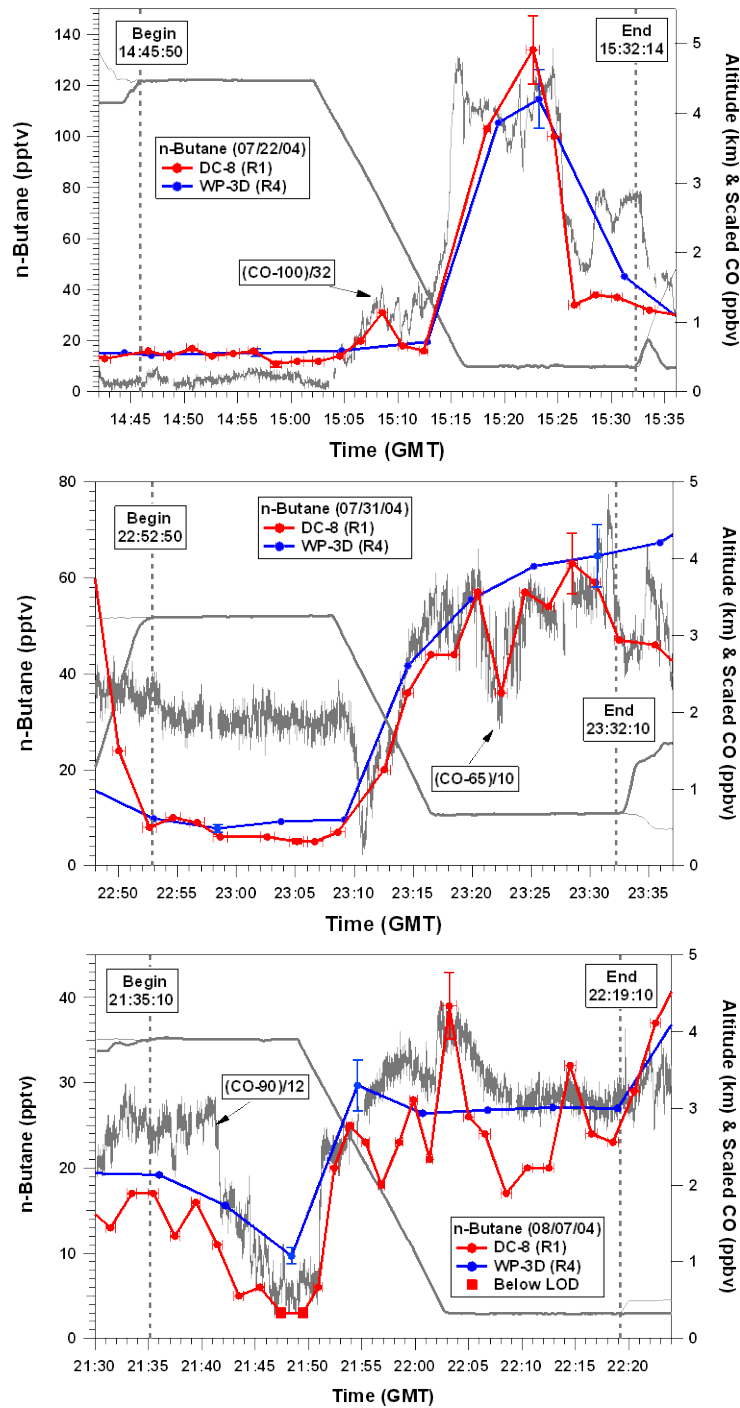 n-Butane (pptv)
150
140
120
100
80
60
40
20
0
Begin
14:45:50
End
15:32:14
n-Butane (07/22/04)
DC-8 (R1)
WP-3D (R4)
(CO-100)/32
5
4
3
2
1
0
Altitude (km) & Scaled CO (ppbv)
14:45 14:50 14:55 15:00 15:05 15:10 15:15 15:20 15:25 15:30 15:35
Time (GMT)
n-Butane (pptv)
80
60
40
20
0
Begin
22:52:50
n-Butane (07/31/04)
DC-8 (R1)
WP-3D (R4)
End
23:32:10
(CO-65)/10
5
4
3
2
1
0
Altitude (km) & Scaled CO (ppbv)
22:50 22:55 23:00 23:05 23:10 23:15 23:20 23:25 23:30 23:35
Time (GMT)
n-Butane (pptv)
40
30
20
10
0
Begin
21:35:10
End
22:19:10
(CO-90)/12
n-Butane (08/07/04)
DC-8 (R1)
WP-3D (R4)
Below LOD
5
4
3
2
1
0
Altitude (km) & Scaled CO (ppbv)
21:30 21:35 21:40 21:45 21:50 21:55 22:00 22:05 22:10 22:15 22:20
Time (GMT)